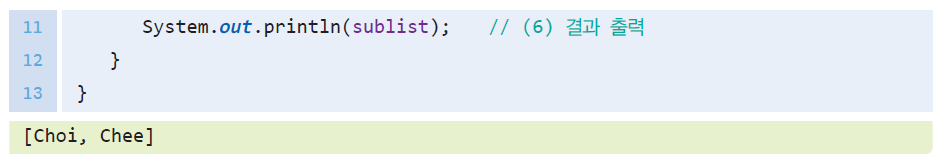 11 System.out.println(sublist); // (6) 결과 출력
12 }
13 }
[Choi, Chee]